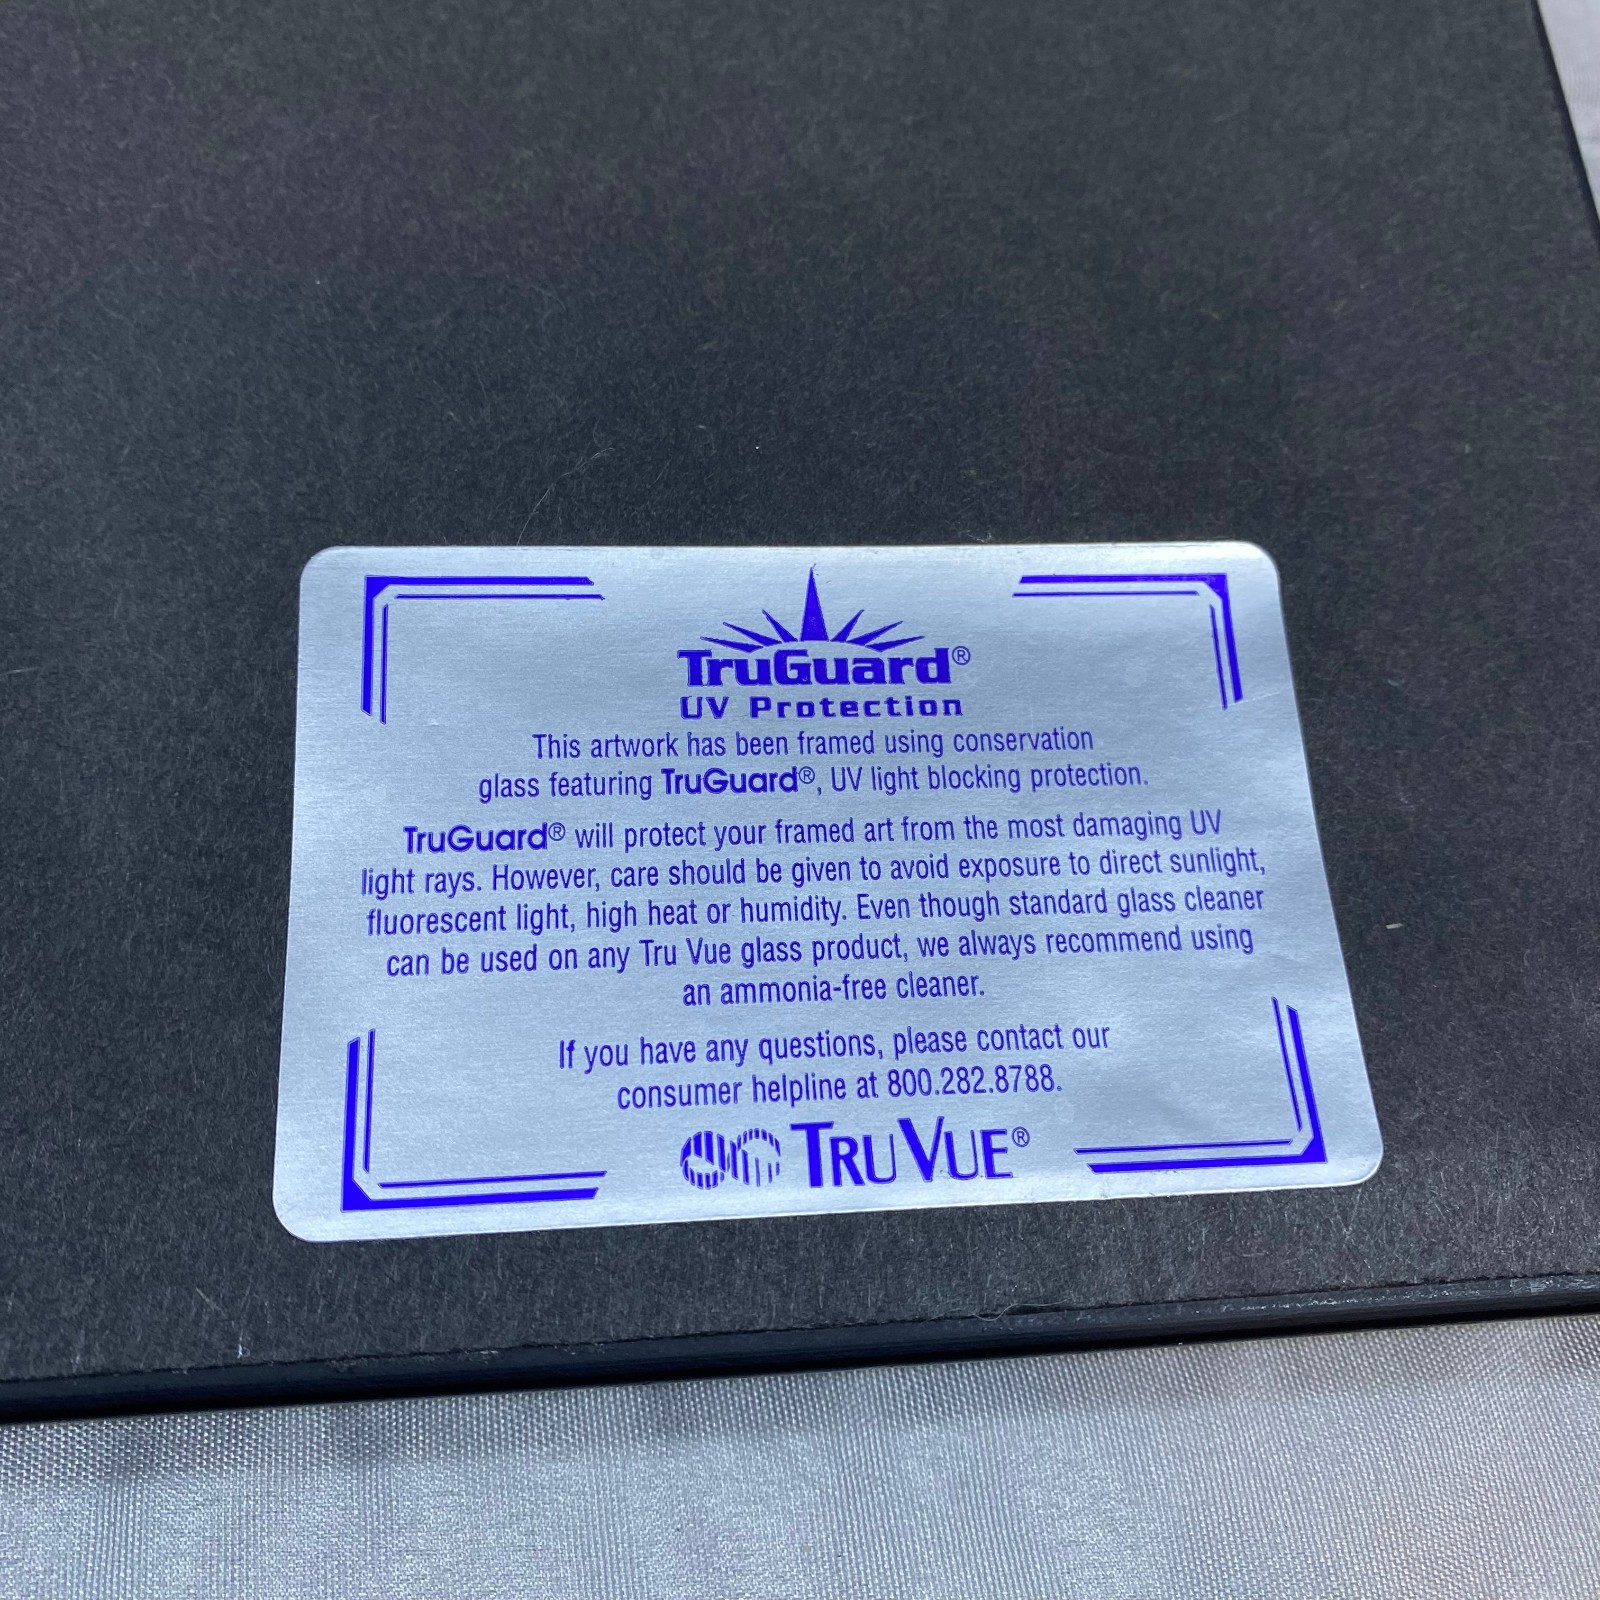 TruGuard®
UV Protection
This artwork has been framed using conservation
glass featuring TruGuard®, UV light blocking protection.
TruGuard® will protect your framed art from the most damaging UV
light rays. However, care should be given to avoid exposure to direct sunlight,
fluorescent light, high heat or humidity. Even though standard glass cleaner
can be used on any Tru Vue glass product, we always recommend using
an ammonia-free cleaner.
If you have any questions, please contact our
consumer helpline at 800.282.8788.
TRU VUE®